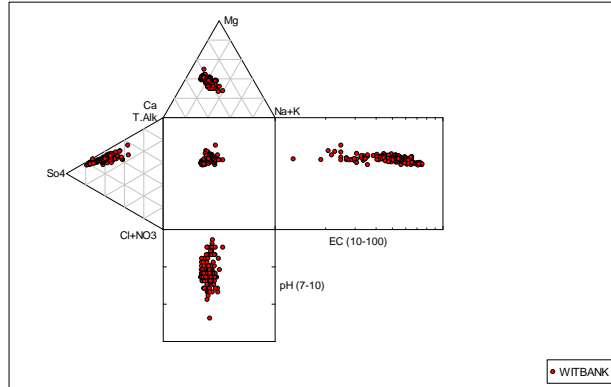 Mg
Ca
T.Alk
Na+K
So4
Cl+NO3
EC (10-100)
pH (7-10)
WITBANK